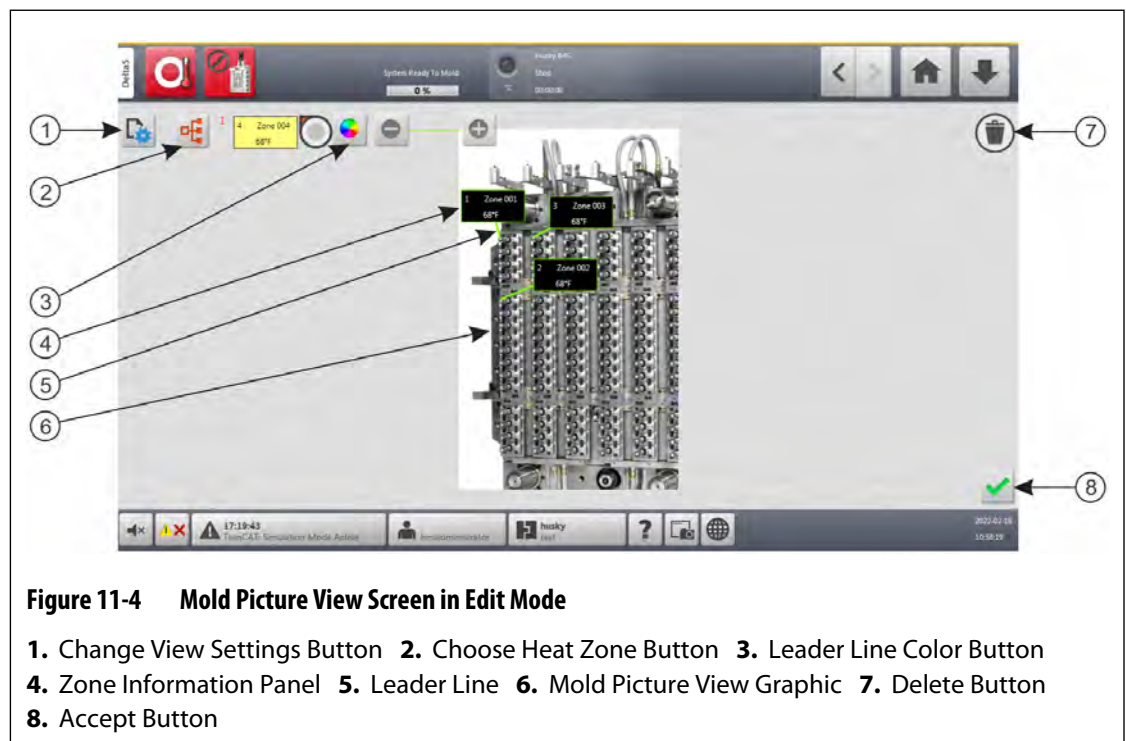 Delta5
System Ready To Mold
0 %
Husky
Stop
°C
00:00:00
1
2
3
4
5
6
7
8
1
4 Zone 004
68°F
1 Zone 001
68°F
3 Zone 003
68°F
2 Zone 002
68°F
17:19:43
TwinCAT: Simulation Mode Active
husky
test
?
2022-02-16
10:58:19
Figure 11-4 Mold Picture View Screen in Edit Mode
1. Change View Settings Button 2. Choose Heat Zone Button 3. Leader Line Color Button
4. Zone Information Panel 5. Leader Line 6. Mold Picture View Graphic 7. Delete Button
8. Accept Button